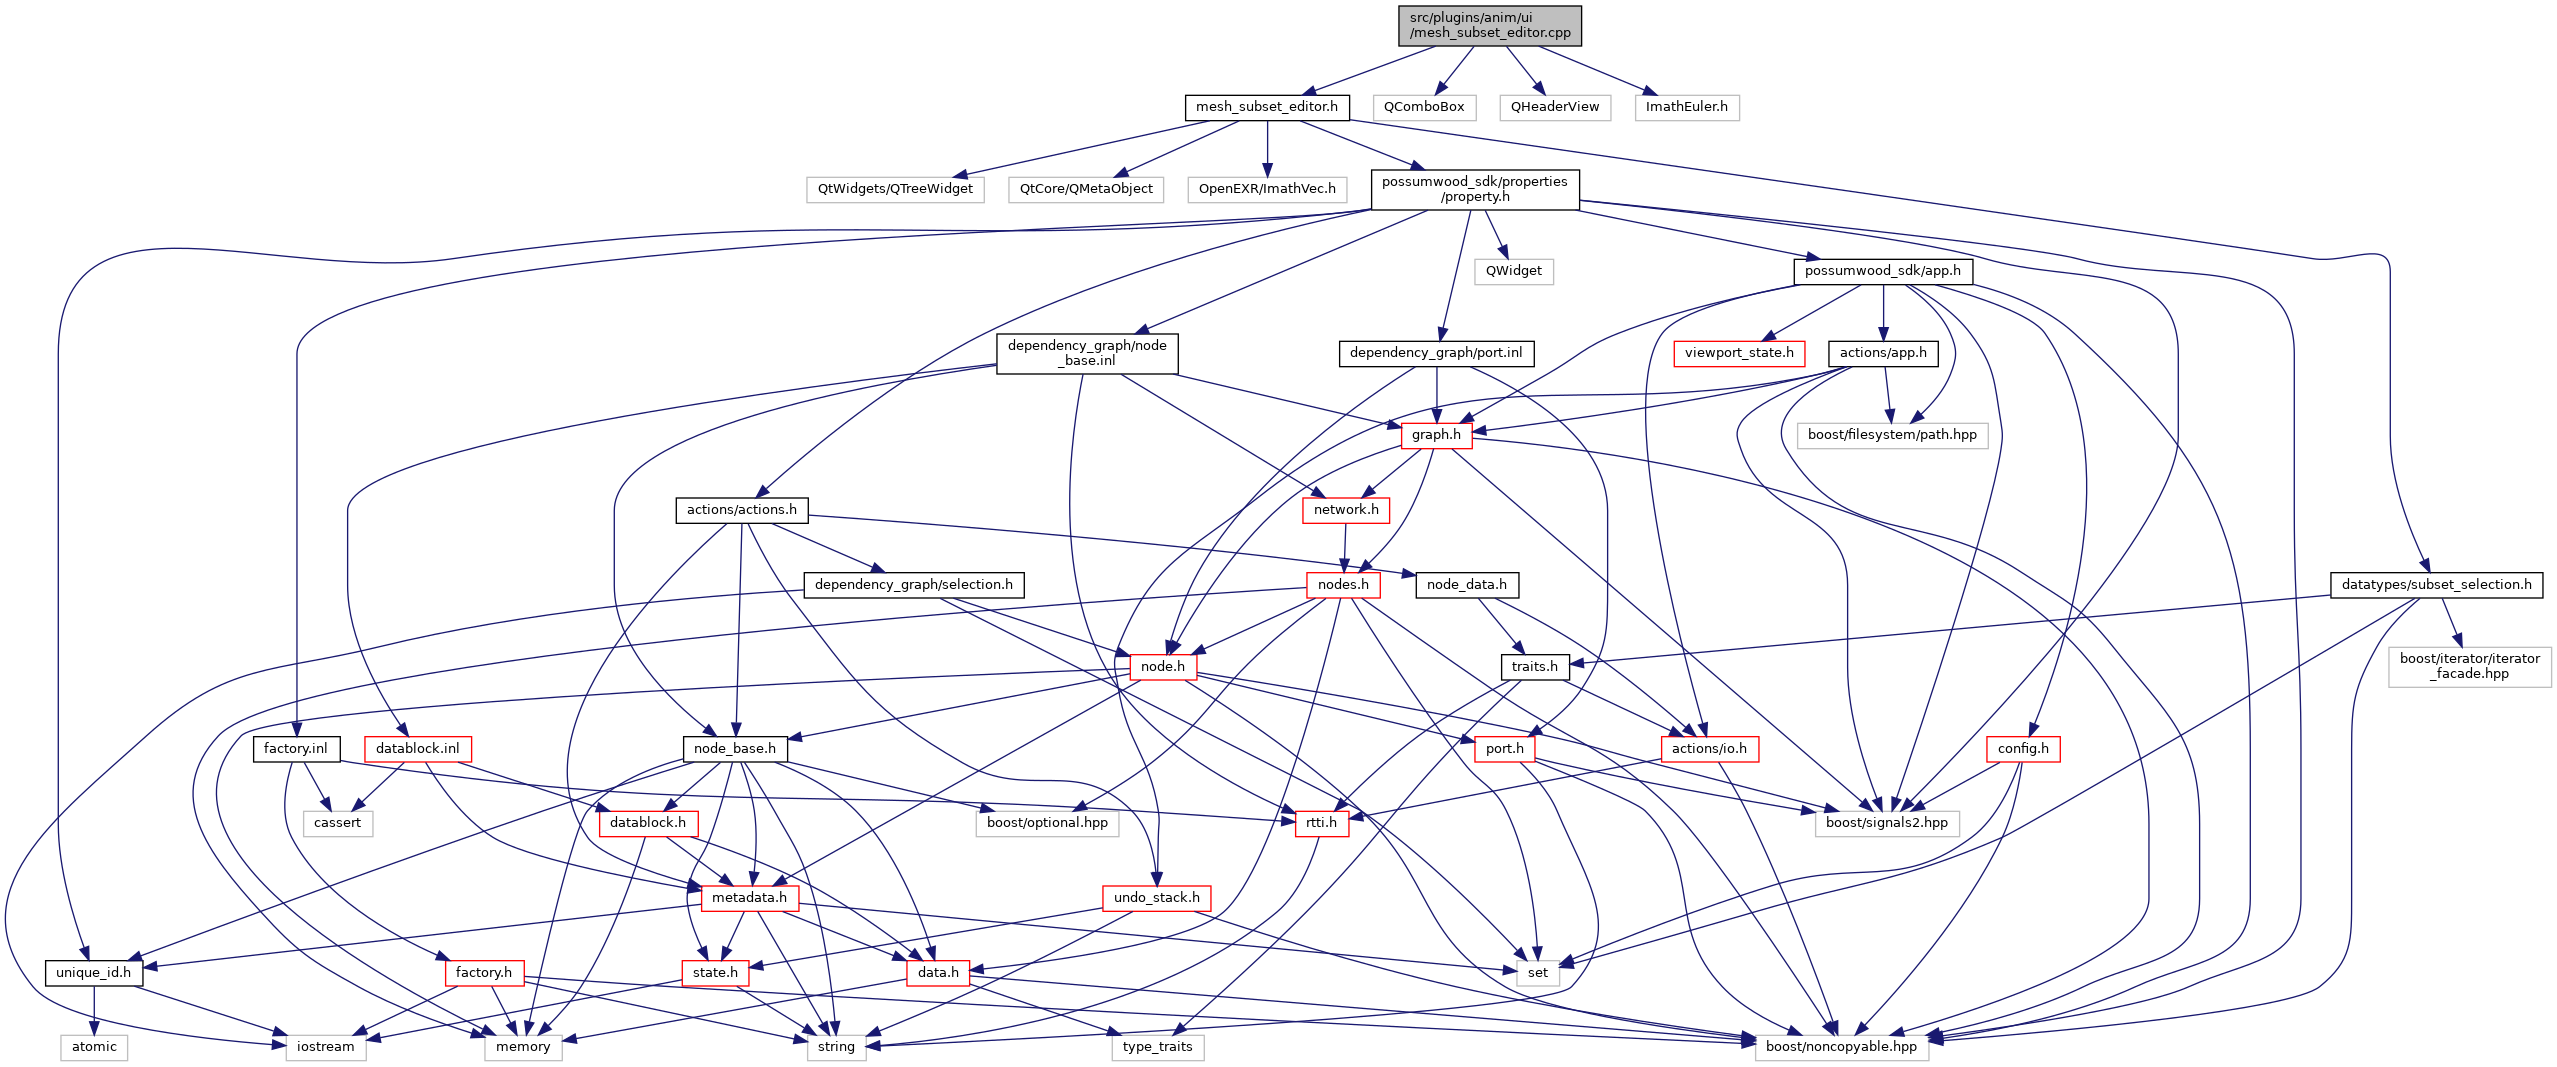 src/plugins/anim/ui
/mesh_subset_editor.cpp
mesh_subset_editor.h
QComboBox
QHeaderView
ImathEuler.h
QtWidgets/QTreeWidget
QtCore/QMetaObject
OpenEXR/ImathVec.h
possumwood_sdk/properties
/property.h
QWidget
possumwood_sdk/app.h
dependency_graph/node
_base.inl
dependency_graph/port.inl
viewport_state.h
actions/app.h
graph.h
boost/filesystem/path.hpp
actions/actions.h
network.h
dependency_graph/selection.h
nodes.h
node_data.h
datatypes/subset_selection.h
node.h
traits.h
boost/iterator/iterator
_facade.hpp
factory.inl
datablock.inl
node_base.h
port.h
actions/io.h
config.h
cassert
datablock.h
boost/optional.hpp
rtti.h
boost/signals2.hpp
metadata.h
undo_stack.h
unique_id.h
factory.h
state.h
data.h
set
atomic
iostream
memory
string
type_traits
boost/noncopyable.hpp